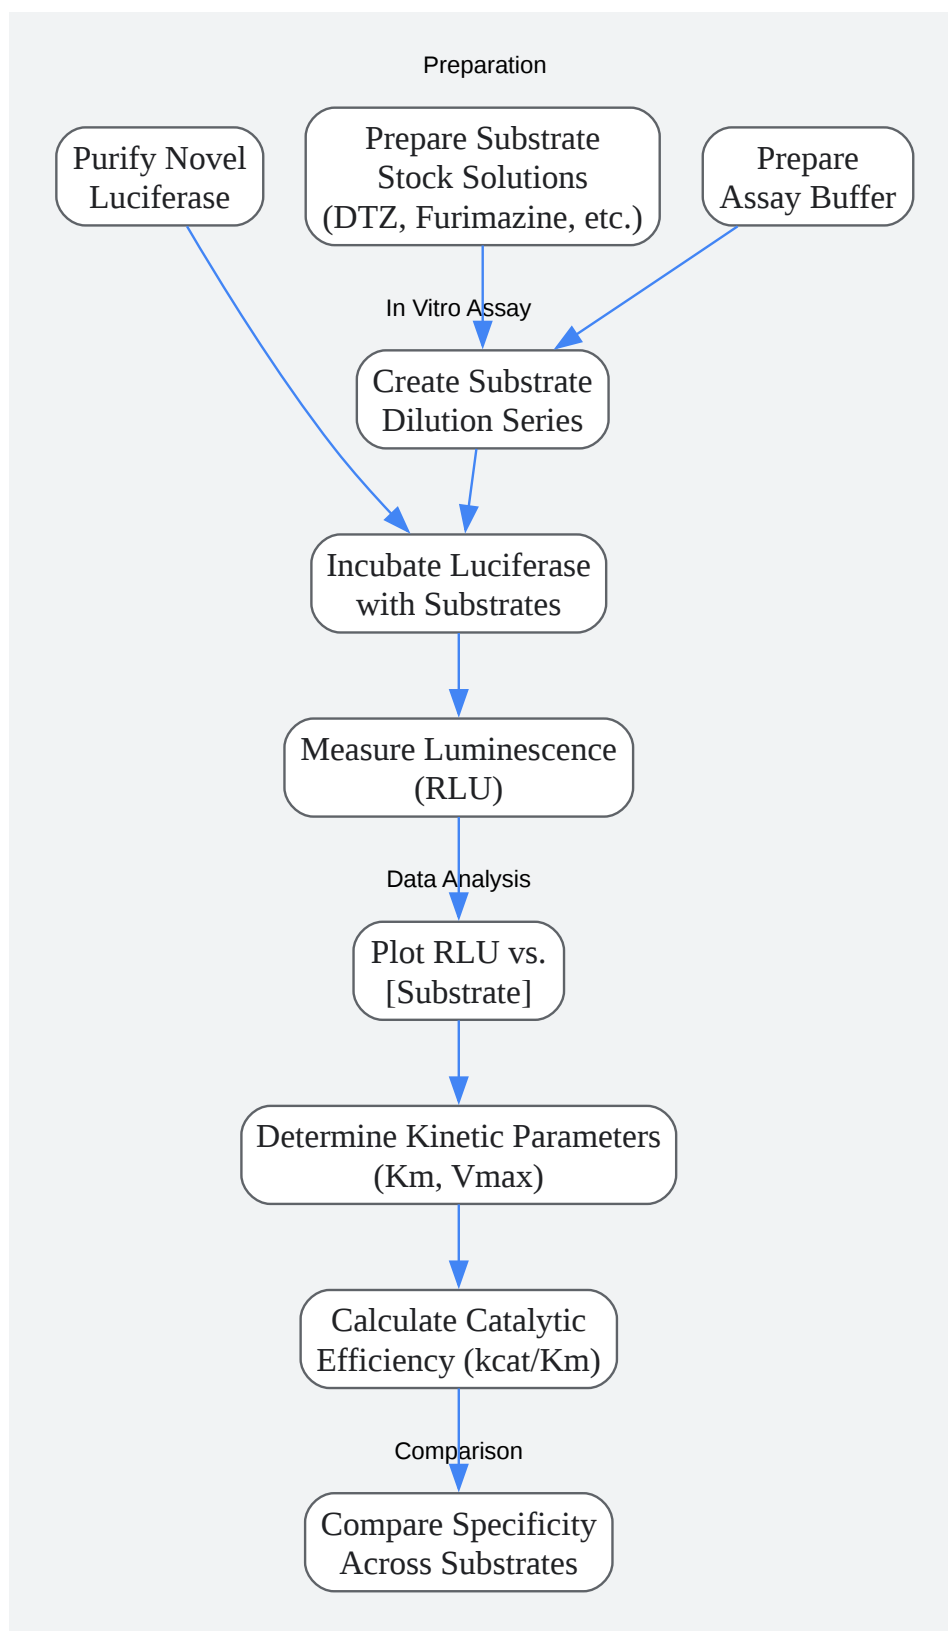 Preparation
Purify Novel
Luciferase
Prepare Substrate
Stock Solutions
(DTZ, Furimazine, etc.)
Prepare
Assay Buffer
In Vitro Assay
Create Substrate
Dilution Series
Incubate Luciferase
with Substrates
Measure Luminescence
(RLU)
Data Analysis
Plot RLU vs.
[Substrate]
Determine Kinetic Parameters
(Km, Vmax)
Calculate Catalytic
Efficiency (kcat/Km)
Comparison
Compare Specificity
Across Substrates